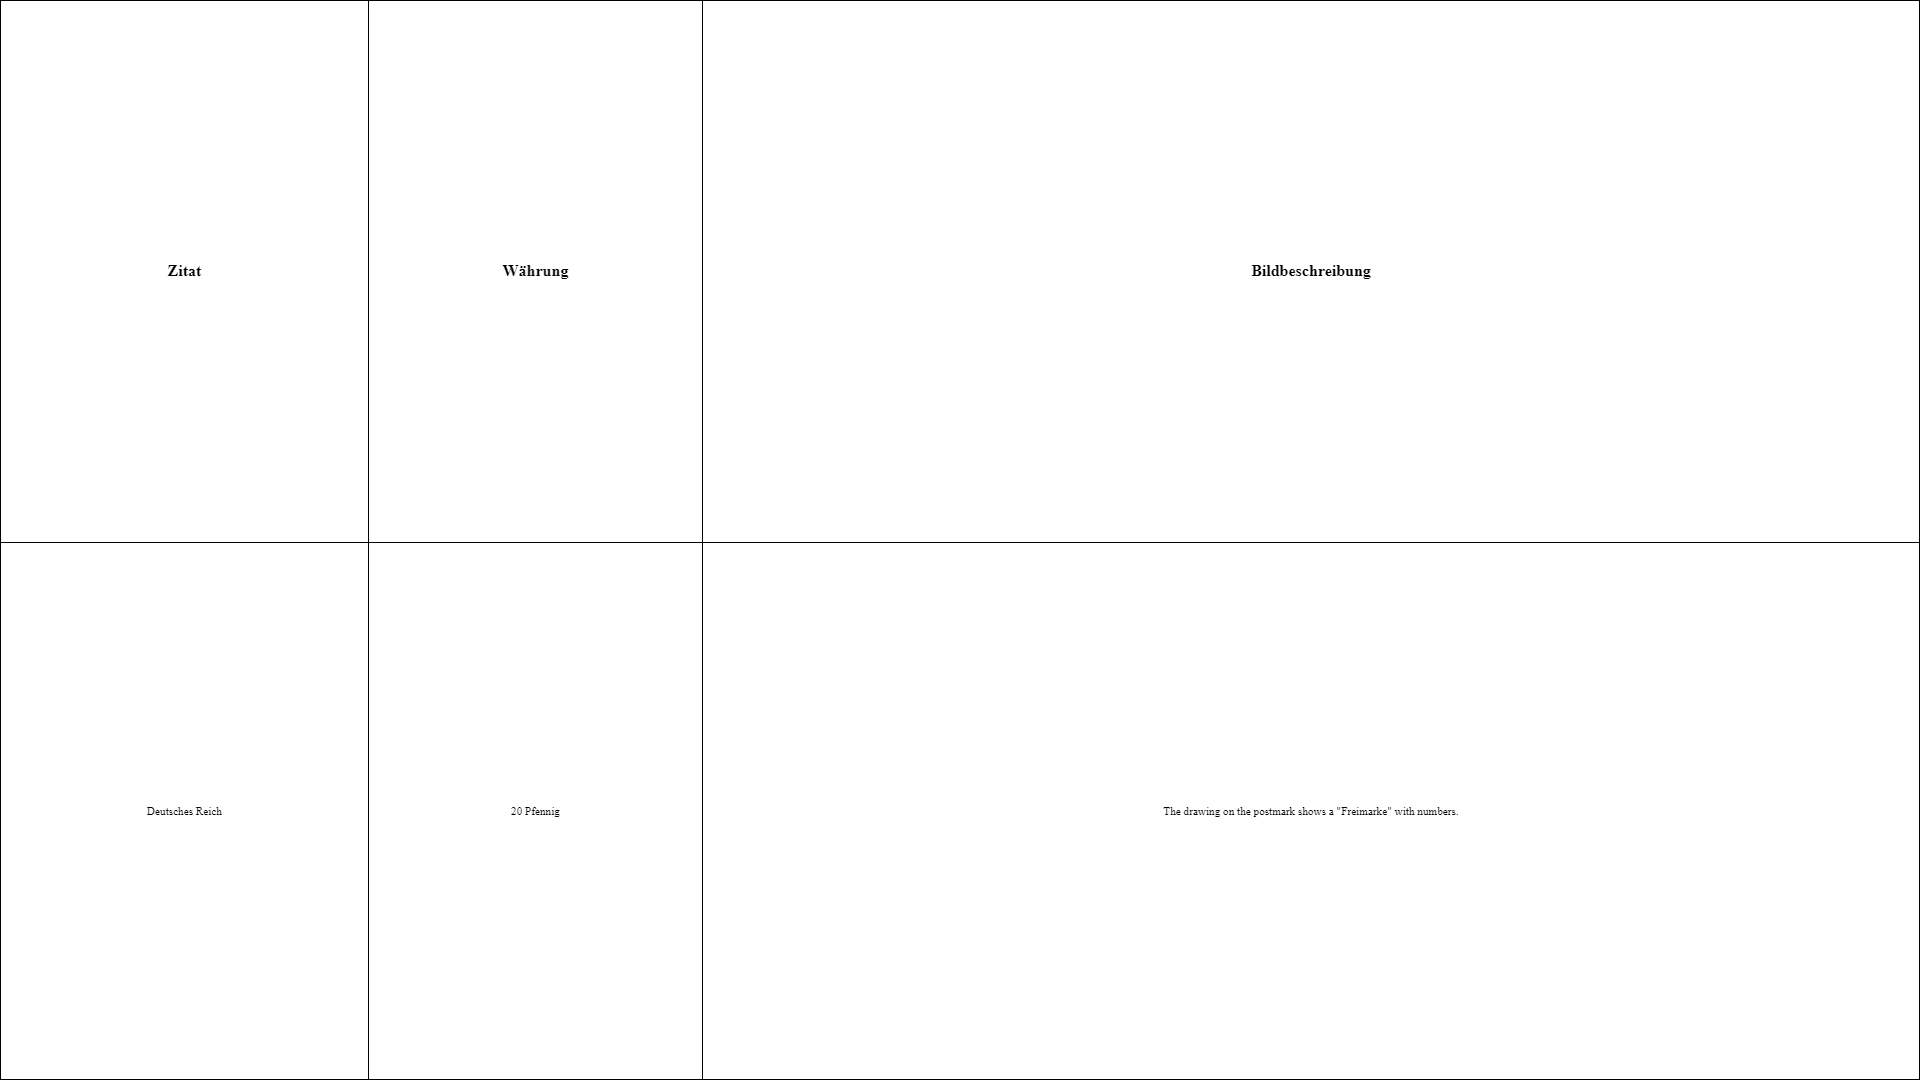 Zitat
Währung
Bildbeschreibung
Deutsches Reich
20 Pfennig
The drawing on the postmark shows a "Freimarke" with numbers.